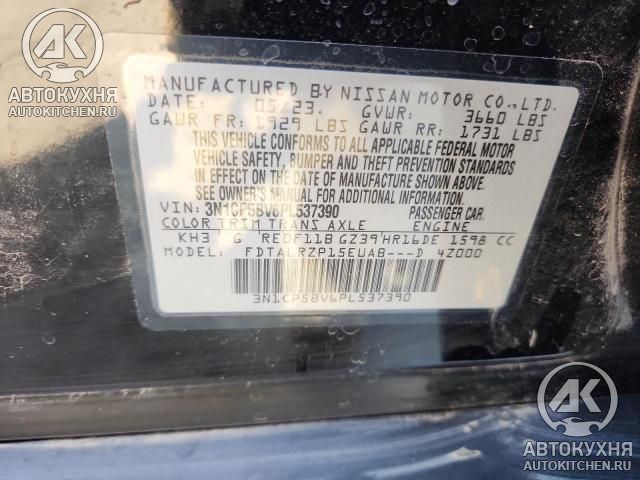 АК
АВТОКУХНЯ
AUTOKITCHEN.RU
MANUFACTURED BY NISSAN MOTOR CO.,LTD.
DATE: 05/23. GVWR: 3660 LBS
GAWR FR: 1929 LBS GAWR RR: 1731 LBS
THIS VEHICLE CONFORMS TO ALL APPLICABLE FEDERAL MOTOR
VEHICLE SAFETY, BUMPER AND THEFT PREVENTION STANDARDS
IN EFFECT ON THE DATE OF MANUFACTURE SHOWN ABOVE.
SEE OWNER'S MANUAL FOR ADDITIONAL INFORMATION.
VIN: 3N1CP5BV6PL537390 PASSENGER CAR
COLOR TRIM TRANS AXLE ENGINE
KH3 G RE0F11B GZ39 HR16DE 1598 CC
MODEL: FDTALRZP15EUAB---D 4Z000
3N1CP5BV6PL537390
АК
АВТОКУХНЯ
AUTOKITCHEN.RU